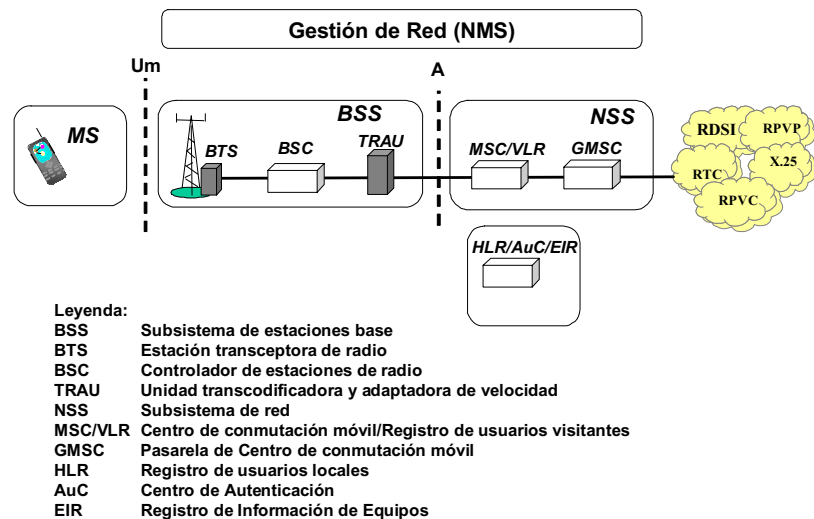 Gestión de Red (NMS)
Um
A
MS
BSS
BTS
BSC
TRAU
NSS
MSC/VLR
GMSC
RDSI
RPVP
RTC
X.25
RPVC
HLR/AuC/EIR
Leyenda:
BSS Subsistema de estaciones base
BTS Estación transceptora de radio
BSC Controlador de estaciones de radio
TRAU Unidad transcodificadora y adaptadora de velocidad
NSS Subsistema de red
MSC/VLR Centro de conmutación móvil/Registro de usuarios visitantes
GMSC Pasarela de Centro de conmutación móvil
HLR Registro de usuarios locales
AuC Centro de Autenticación
EIR Registro de Información de Equipos